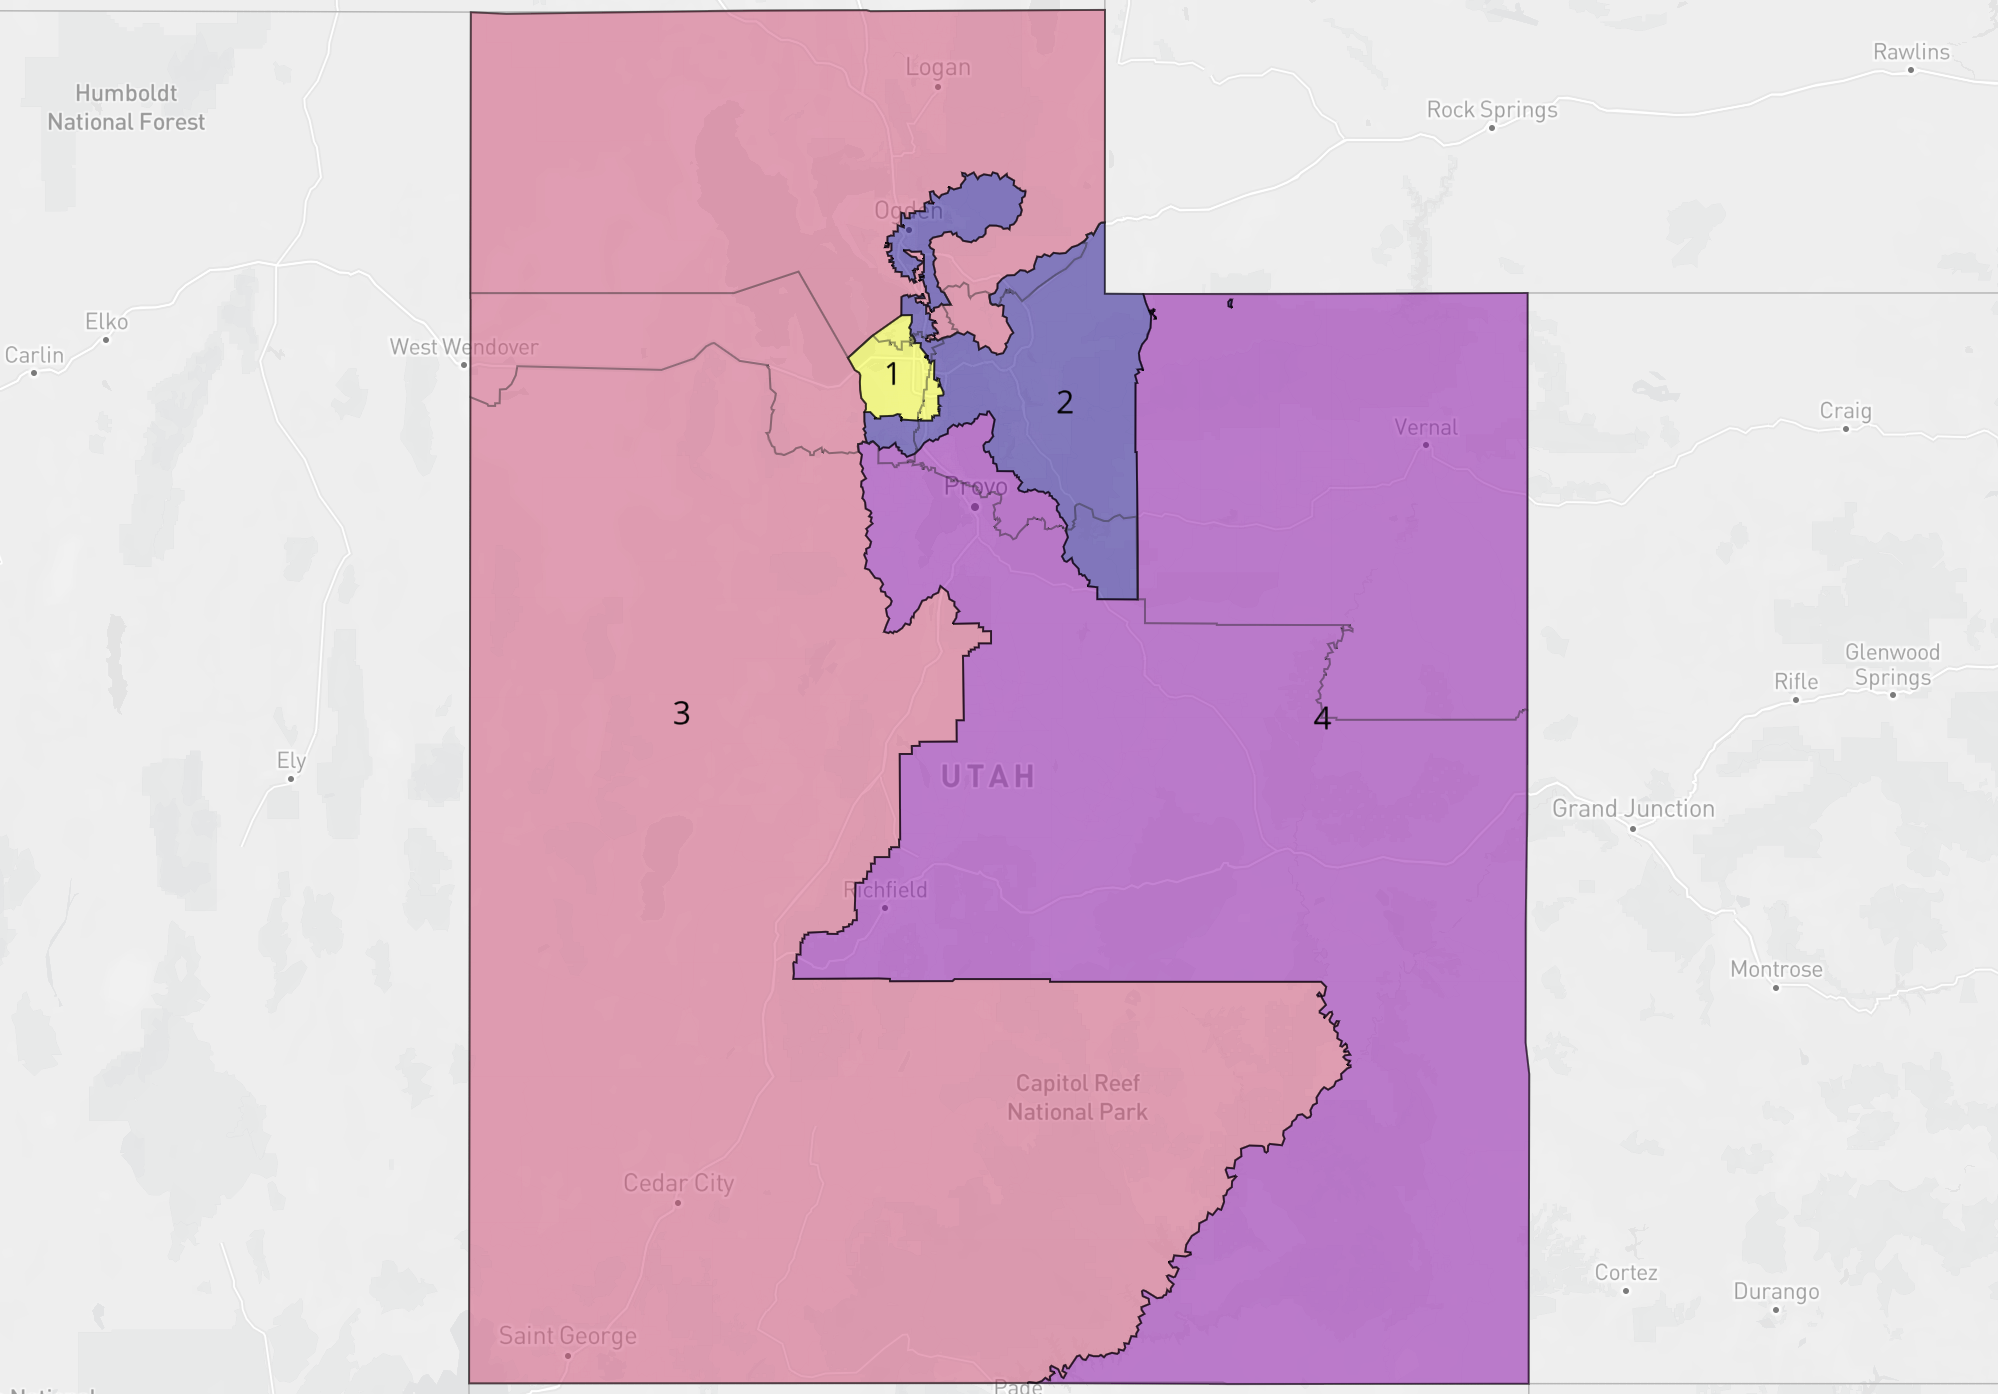 Rawlins
Logan
Humboldt
National Forest
Rock Springs
Ogden
Elko
West Wendover
Carlin
1
2
Craig
Vernal
Provo
Glenwood
Springs
Rifle
3
4
Ely
UTAH
Grand Junction
Richfield
Montrose
Capitol Reef
National Park
Cedar City
Cortez
Durango
Saint George
Page
National